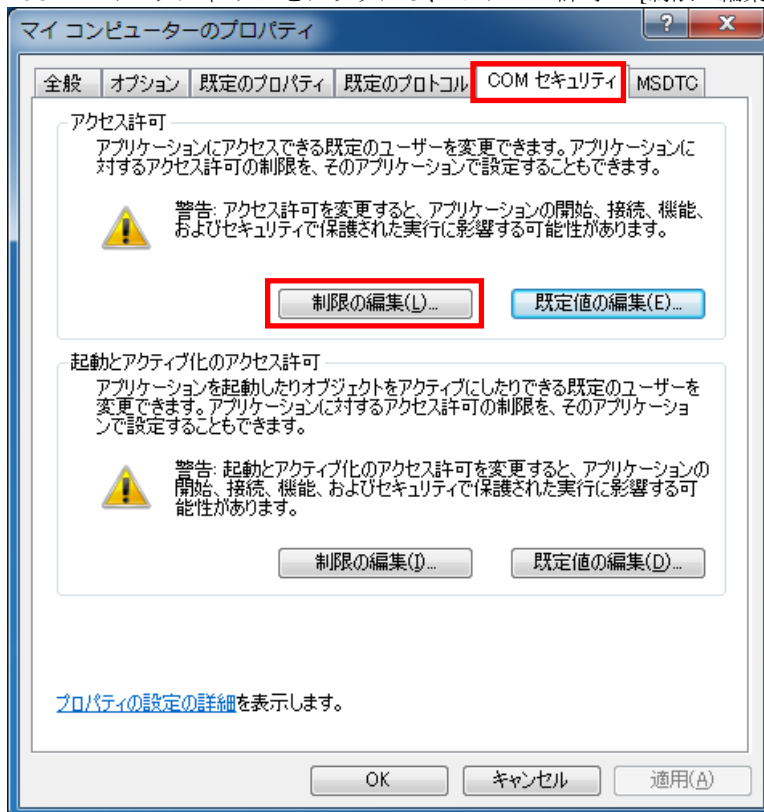 マイ コンピューターのプロパティ
全般 オプション 既定のプロパティ 既定のプロトコル COM セキュリティ MSDTC
アクセス許可
アプリケーションにアクセスできる既定のユーザーを変更できます。アプリケーションに
対するアクセス許可の制限を、そのアプリケーションで設定することもできます。
警告: アクセス許可を変更すると、アプリケーションの開始、接続、機能、
およびセキュリティで保護された実行に影響する可能性があります。
制限の編集(L)... 既定値の編集(E)...
起動とアクティブ化のアクセス許可
アプリケーションを起動したりオブジェクトをアクティブにしたりできる既定のユーザーを
変更できます。アプリケーションに対するアクセス許可の制限を、そのアプリケーショ
ンで設定することもできます。
警告: 起動とアクティブ化のアクセス許可を変更すると、アプリケーションの
開始、接続、機能、およびセキュリティで保護された実行に影響する可
能性があります。
制限の編集(I)... 既定値の編集(D)...
プロパティの設定の詳細を表示します。
OK キャンセル 適用(A)